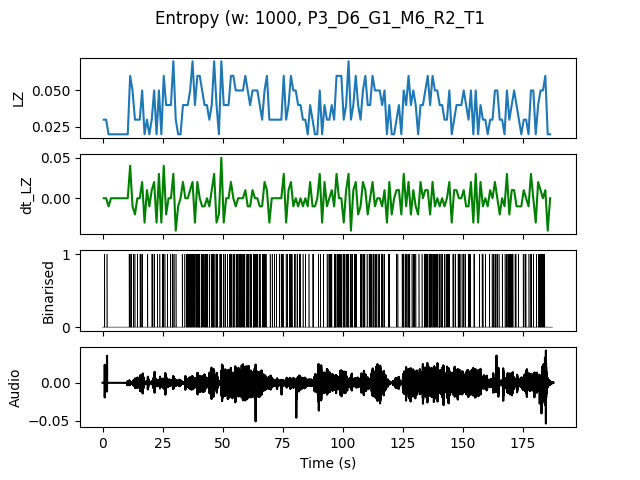 Entropy (w: 1000, P3_D6_G1_M6_R2_T1
LZ
0.050
0.025
dt_LZ
0.05
0.00
Binarised
1
0
Audio
0.00
−0.05
0 25 50 75 100 125 150 175
Time (s)